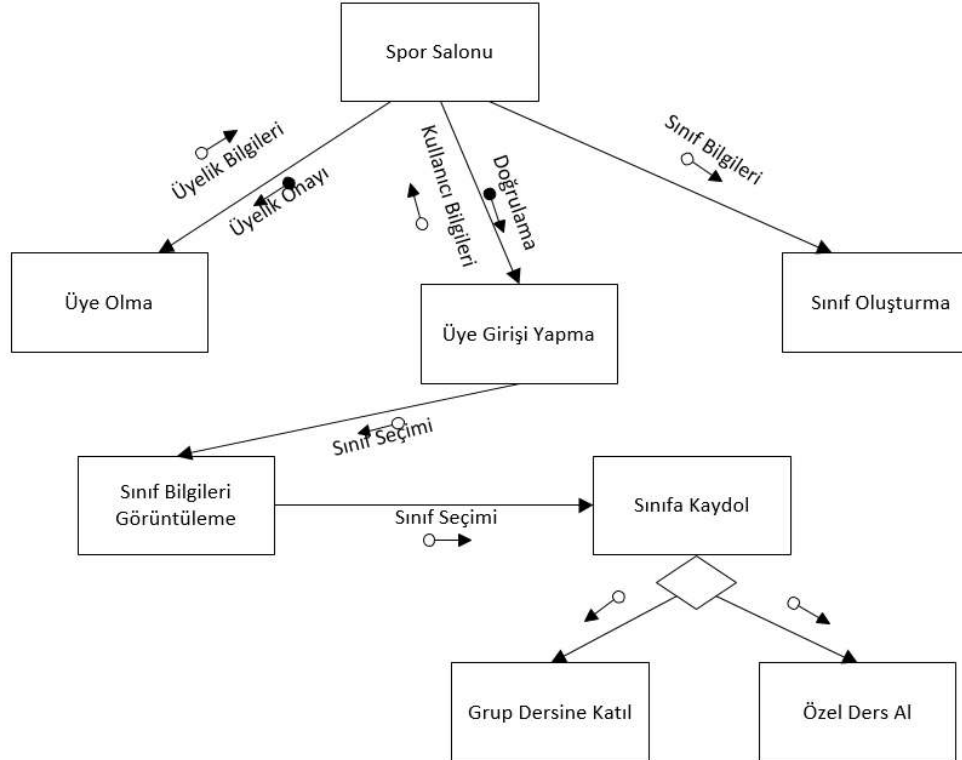 Spor Salonu
Üyelik Bilgileri
Üyelik Onayı
Kullanıcı Bilgileri
Doğrulama
Sınıf Bilgileri
Üye Olma
Üye Girişi Yapma
Sınıf Oluşturma
Sınıf Seçimi
Sınıf Bilgileri
Görüntüleme
Sınıf Seçimi
Sınıfa Kaydol
Grup Dersine Katıl
Özel Ders Al